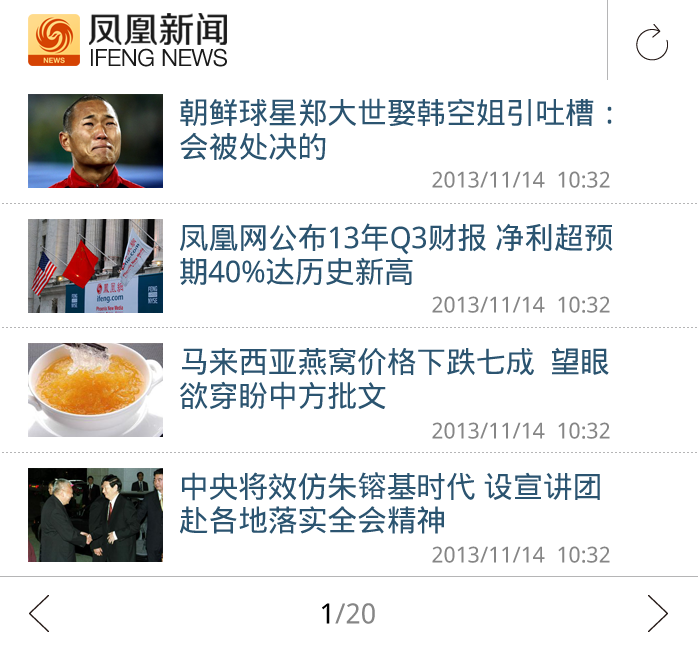 凤凰新闻
NEWS
IFENG NEWS
朝鲜球星郑大世娶韩空姐引吐槽：
会被处决的
2013/11/14 10:32
凤凰网公布13年Q3财报 净利超预
期40%达历史新高
2013/11/14 10:32
ifeng.com
马来西亚燕窝价格下跌七成 望眼
欲穿盼中方批文
2013/11/14 10:32
中央将效仿朱镕基时代 设宣讲团
赴各地落实全会精神
2013/11/14 10:32
1/20